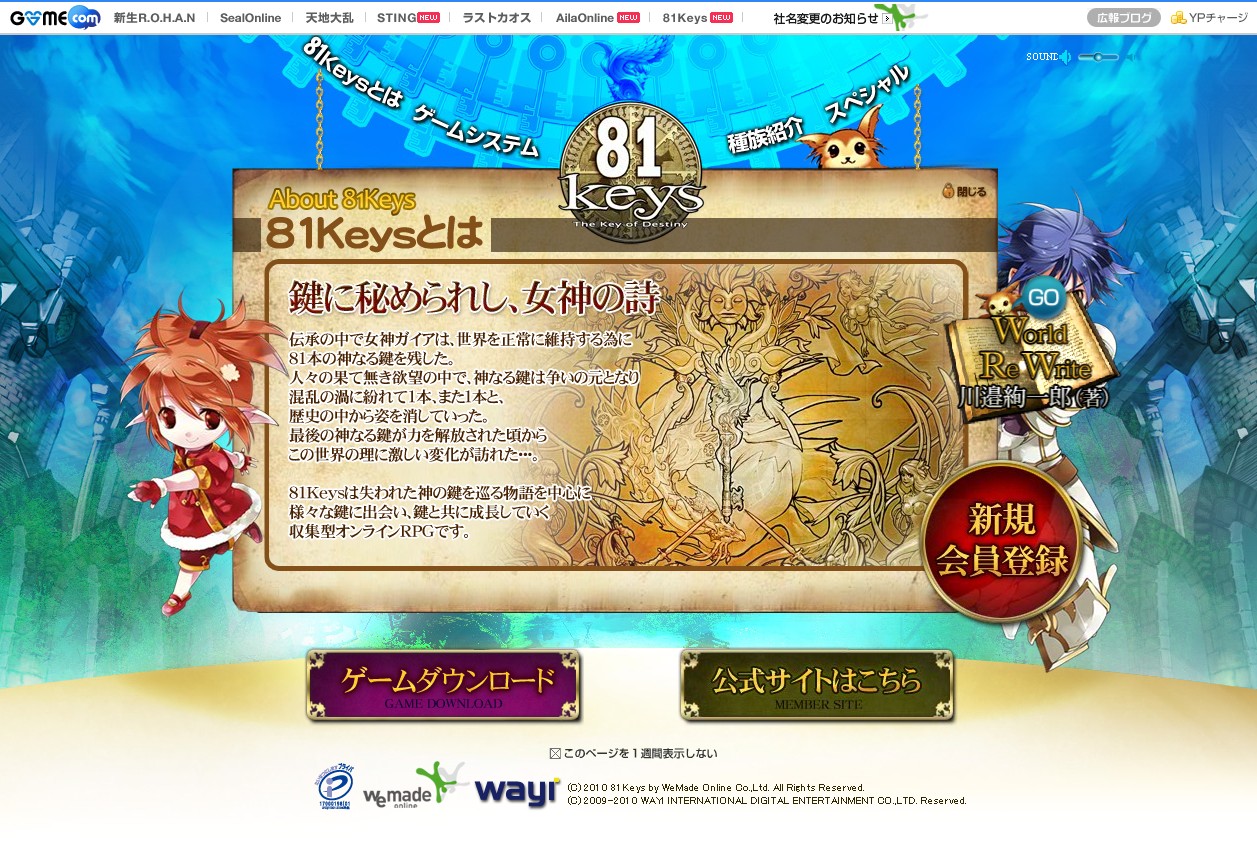 GAMEcom 新生R.O.H.A.N SealOnline 天地大乱 STING NEW ラストカオス AilaOnline NEW 81Keys NEW 社名変更のお知らせ 広報ブログ YPチャージ
SOUND
81Keysとは ゲームシステム 種族紹介 スペシャル
81
keys
The Key of Destiny
About 81Keys
閉じる
81Keysとは
鍵に秘められし、女神の詩
伝承の中で女神ガイアは、世界を正常に維持する為に
81本の神なる鍵を残した。
人々の果て無き欲望の中で、神なる鍵は争いの元となり
混乱の渦に紛れて1本、また1本と、
歴史の中から姿を消していった。
最後の神なる鍵が力を解放された頃から
この世界の理に激しい変化が訪れた…。
81Keysは失われた神の鍵を巡る物語を中心に
様々な鍵に出会い、鍵と共に成長していく
収集型オンラインRPGです。
GO
World
Re Write
川邉絢一郎（著）
新規
会員登録
ゲームダウンロード
GAME DOWNLOAD
公式サイトはこちら
MEMBER SITE
このページを1週間表示しない
wemade
online
wayi
(C)2010 81Keys by WeMade Online Co.,Ltd. All Rights Reserved.
(C)2009-2010 WAYI INTERNATIONAL DIGITAL ENTERTAINMENT CO.,LTD. Reserved.